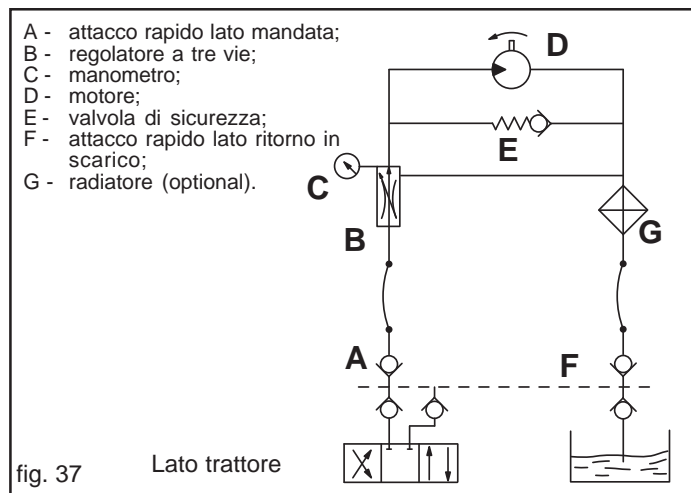 A - attacco rapido lato mandata;
B - regolatore a tre vie;
C - manometro;
D - motore;
E - valvola di sicurezza;
F - attacco rapido lato ritorno in
scarico;
G - radiatore (optional).
D
E
C
B
G
A
F
fig. 37
Lato trattore